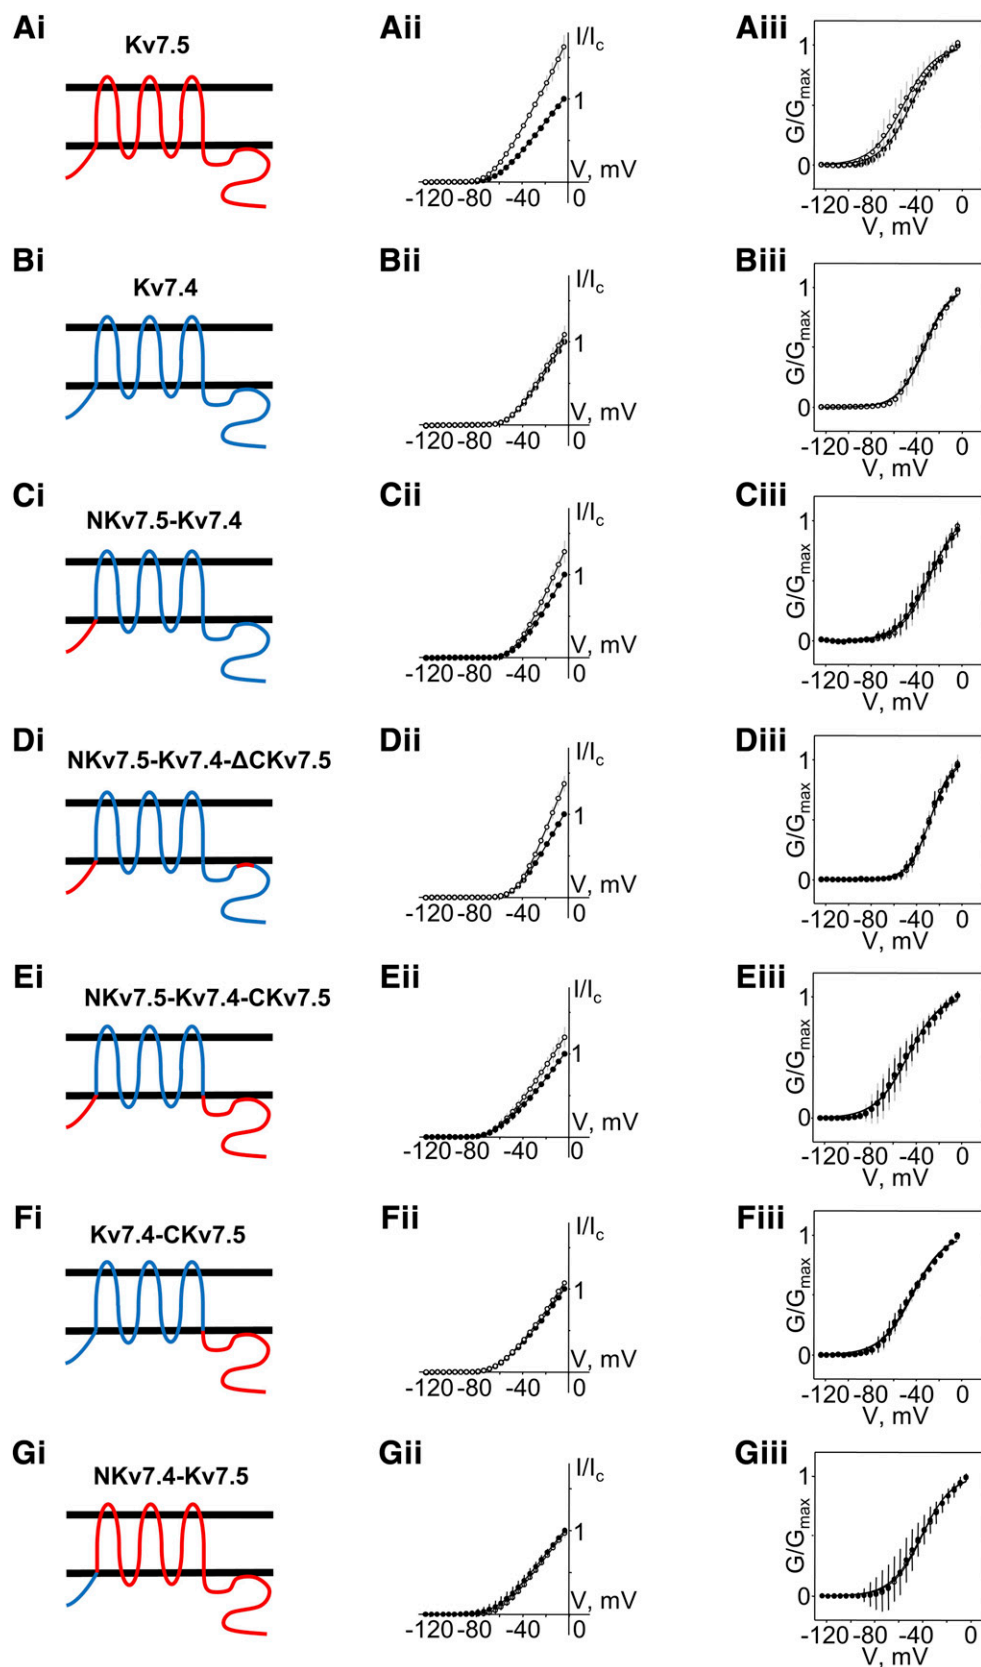 Ai Aii Aiii
Kv7.5
I/Ic
1
V, mV
-120 -80 -40 0
G/Gmax
1
0
-120 -80 -40 0
V, mV
Bi Bii Biii
Kv7.4
I/Ic
1
V, mV
-120 -80 -40 0
G/Gmax
1
0
-120 -80 -40 0
V, mV
Ci Cii Ciii
NKv7.5-Kv7.4
I/Ic
1
V, mV
-120 -80 -40 0
G/Gmax
1
0
-120 -80 -40 0
V, mV
Di Dii Diii
NKv7.5-Kv7.4-ΔCKv7.5
I/Ic
1
V, mV
-120 -80 -40 0
G/Gmax
1
0
-120 -80 -40 0
V, mV
Ei Eii Eiii
NKv7.5-Kv7.4-CKv7.5
I/Ic
1
V, mV
-120 -80 -40 0
G/Gmax
1
0
-120 -80 -40 0
V, mV
Fi Fii Fiii
Kv7.4-CKv7.5
I/Ic
1
V, mV
-120 -80 -40 0
G/Gmax
1
0
-120 -80 -40 0
V, mV
Gi Gii Giii
NKv7.4-Kv7.5
I/Ic
1
V, mV
-120 -80 -40 0
G/Gmax
1
0
-120 -80 -40 0
V, mV